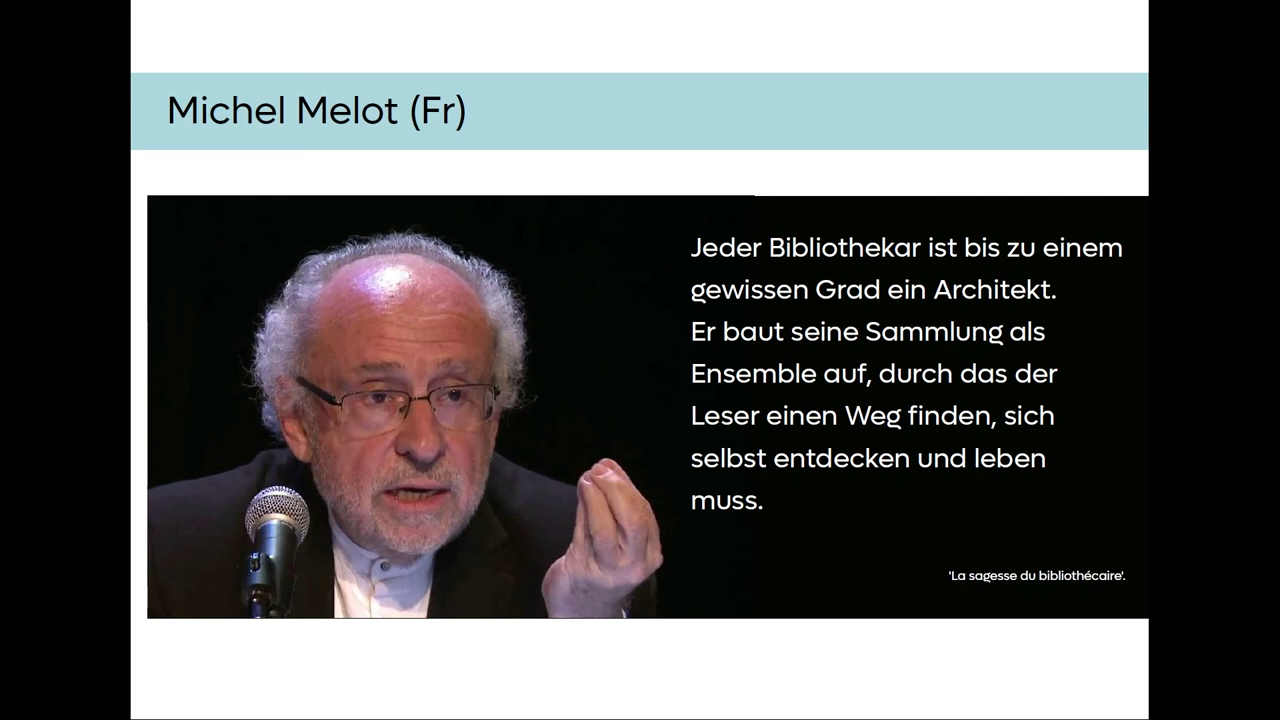 Michel Melot (Fr)
Jeder Bibliothekar ist bis zu einem
gewissen Grad ein Architekt.
Er baut seine Sammlung als
Ensemble auf, durch das der
Leser einen Weg finden, sich
selbst entdecken und leben
muss.
'La sagesse du bibliothécaire'.